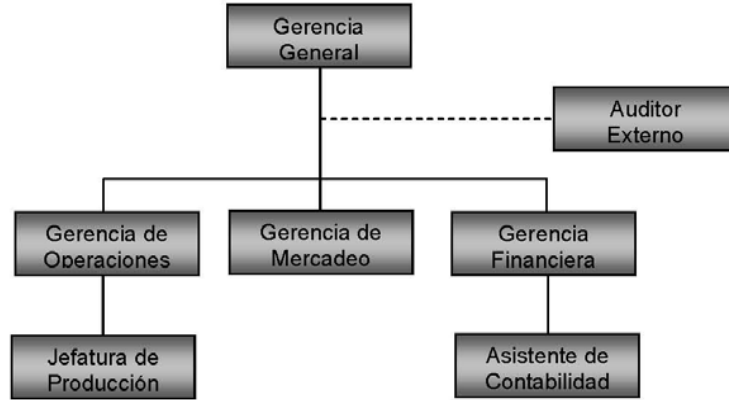 Gerencia
General
Auditor
Externo
Gerencia de
Operaciones
Gerencia de
Mercadeo
Gerencia
Financiera
Jefatura de
Producción
Asistente de
Contabilidad